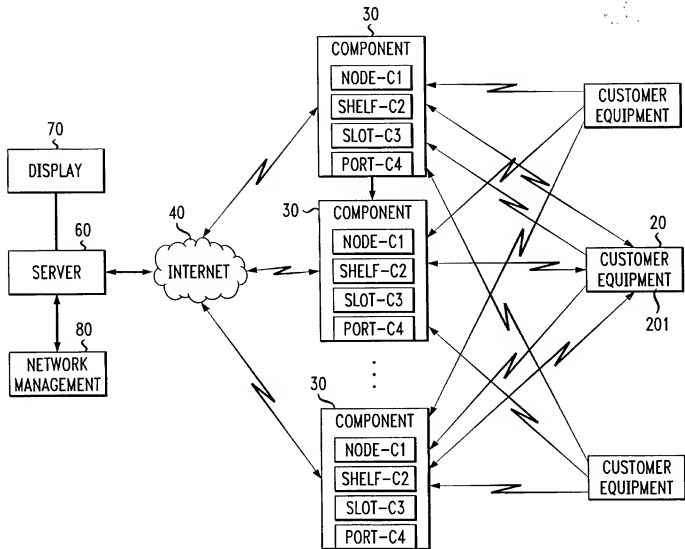 30
COMPONENT
NODE-C1
SHELF-C2
SLOT-C3
PORT-C4
CUSTOMER
EQUIPMENT
70
DISPLAY
60
SERVER
80
NETWORK
MANAGEMENT
40
INTERNET
30
COMPONENT
NODE-C1
SHELF-C2
SLOT-C3
PORT-C4
20
CUSTOMER
EQUIPMENT
201
30
COMPONENT
NODE-C1
SHELF-C2
SLOT-C3
PORT-C4
CUSTOMER
EQUIPMENT